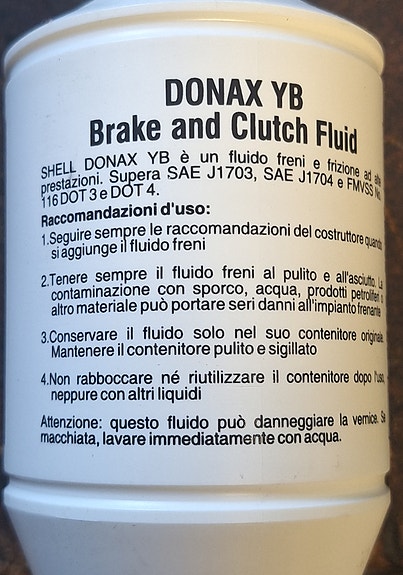 DONAX YB
Brake and Clutch Fluid
SHELL DONAX YB è un fluido freni e frizione ad alte
prestazioni. Supera SAE J1703, SAE J1704 e FMVSS No.
116 DOT 3 e DOT 4.
Raccomandazioni d'uso:
1.Seguire sempre le raccomandazioni del costruttore quando
si aggiunge il fluido freni
2.Tenere sempre il fluido freni al pulito e all'asciutto. La
contaminazione con sporco, acqua, prodotti petroliferi o
altro materiale può portare seri danni all'impianto frenante
3.Conservare il fluido solo nel suo contenitore originale.
Mantenere il contenitore pulito e sigillato
4.Non rabboccare né riutilizzare il contenitore dopo l'uso,
neppure con altri liquidi
Attenzione: questo fluido può danneggiare la vernice. Se
macchiata, lavare immediatamente con acqua.